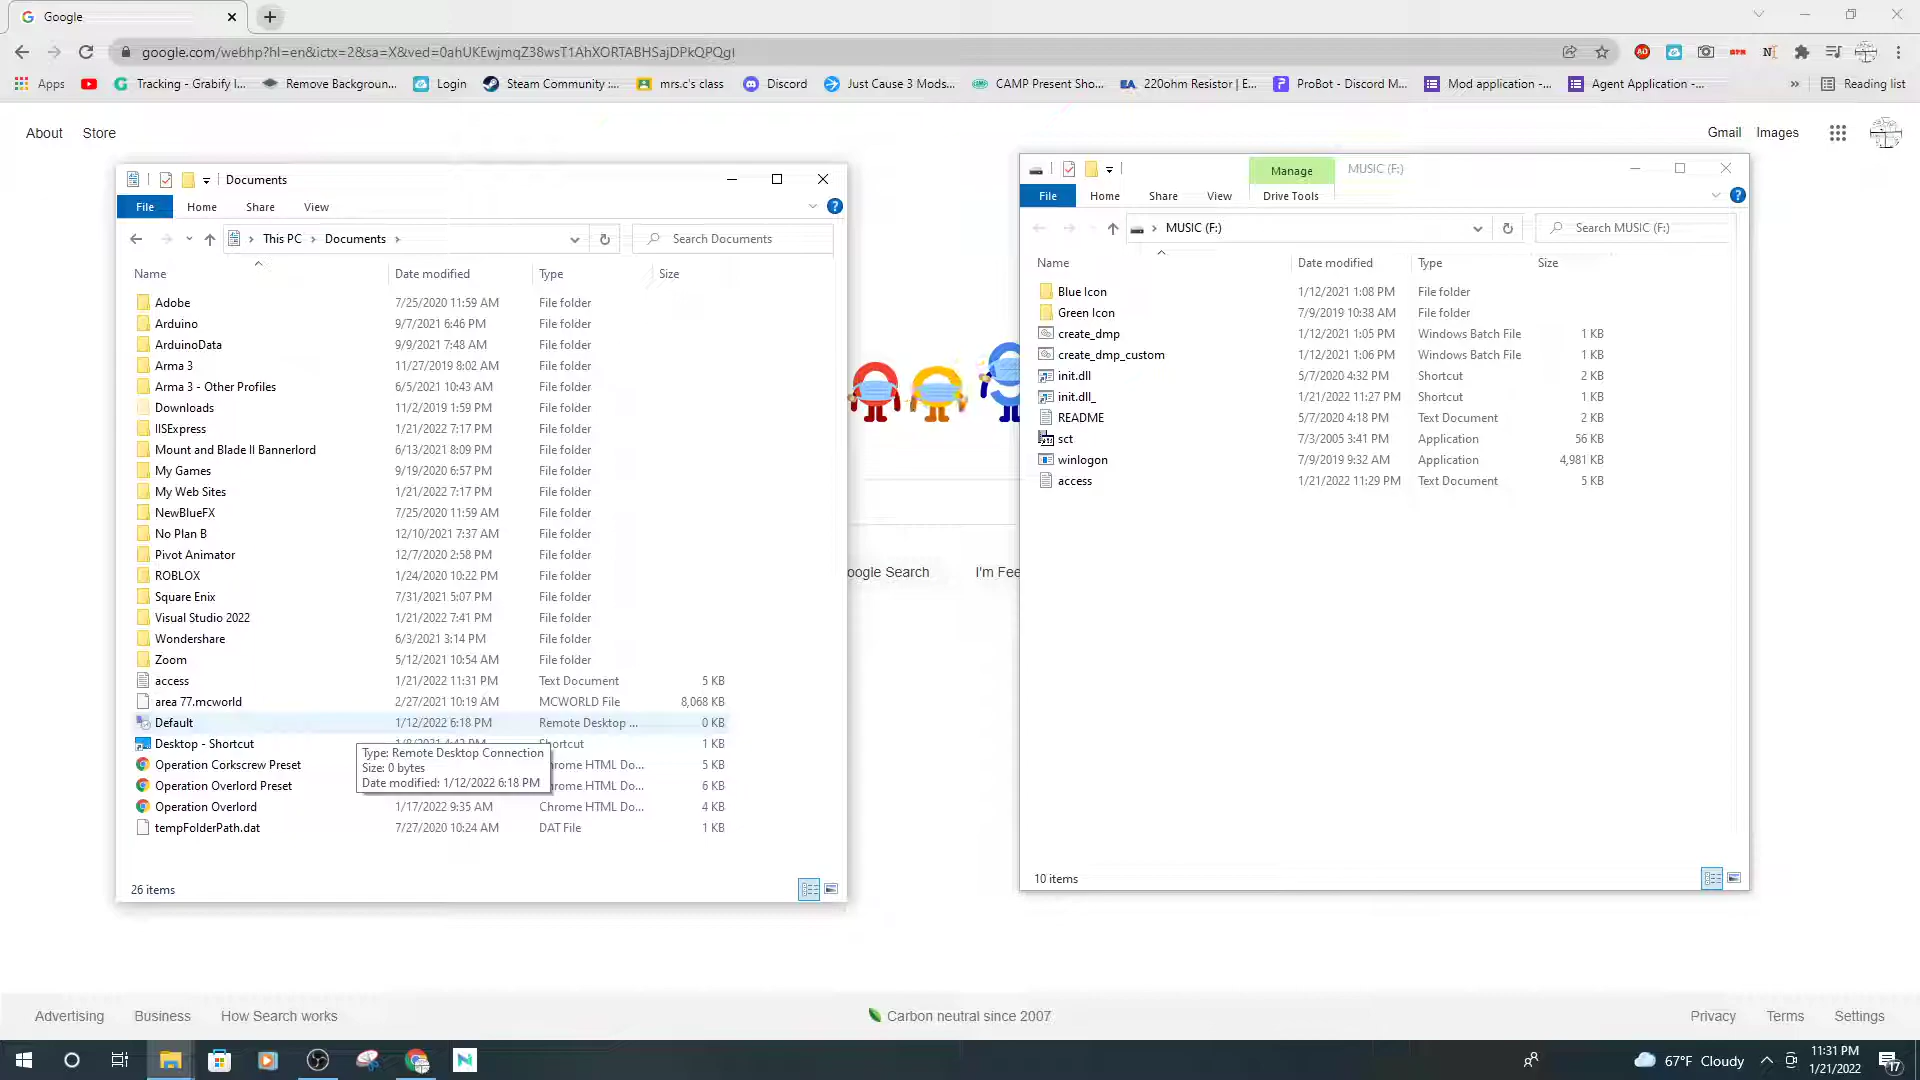 Google
google.com/webhp?hl=en&ictx=2&sa=X&ved=0ahUKEwjmqZ38wsT1AhXORTABHSajDPkQPQgI
Apps Tracking - Grabify I... Remove Backgroun... Login Steam Community :... mrs.c's class Discord Just Cause 3 Mods... CAMP Present Sho... 220ohm Resistor | E... ProBot - Discord M... Mod application -... Agent Application -... » Reading list
About Store Gmail Images
Documents
File Home Share View
This PC Documents Search Documents
Name Date modified Type Size
Adobe 7/25/2020 11:59 AM File folder
Arduino 9/7/2021 6:46 PM File folder
ArduinoData 9/9/2021 7:48 AM File folder
Arma 3 11/27/2019 8:02 AM File folder
Arma 3 - Other Profiles 6/5/2021 10:43 AM File folder
Downloads 11/2/2019 1:59 PM File folder
IISExpress 1/21/2022 7:17 PM File folder
Mount and Blade II Bannerlord 6/13/2021 8:09 PM File folder
My Games 9/19/2020 6:57 PM File folder
My Web Sites 1/21/2022 7:17 PM File folder
NewBlueFX 7/25/2020 11:59 AM File folder
No Plan B 12/10/2021 7:37 AM File folder
Pivot Animator 12/7/2020 2:58 PM File folder
ROBLOX 1/24/2020 10:22 PM File folder
Square Enix 7/31/2021 5:07 PM File folder
Visual Studio 2022 1/21/2022 7:41 PM File folder
Wondershare 6/3/2021 3:14 PM File folder
Zoom 5/12/2021 10:54 AM File folder
access 1/21/2022 11:31 PM Text Document 5 KB
area 77.mcworld 2/27/2021 10:19 AM MCWORLD File 8,068 KB
Default 1/12/2022 6:18 PM Remote Desktop ... 0 KB
Desktop - Shortcut hortcut 1 KB
Type: Remote Desktop Connection
Size: 0 bytes
Date modified: 1/12/2022 6:18 PM
Operation Corkscrew Preset rome HTML Do... 5 KB
Operation Overlord Preset rome HTML Do... 6 KB
Operation Overlord 1/17/2022 9:35 AM Chrome HTML Do... 4 KB
tempFolderPath.dat 7/27/2020 10:24 AM DAT File 1 KB
26 items
Manage MUSIC (F:)
File Home Share View Drive Tools
MUSIC (F:) Search MUSIC (F:)
Name Date modified Type Size
Blue Icon 1/12/2021 1:08 PM File folder
Green Icon 7/9/2019 10:38 AM File folder
create_dmp 1/12/2021 1:05 PM Windows Batch File 1 KB
create_dmp_custom 1/12/2021 1:06 PM Windows Batch File 1 KB
init.dll 5/7/2020 4:32 PM Shortcut 2 KB
init.dll_ 1/21/2022 11:27 PM Shortcut 1 KB
README 5/7/2020 4:18 PM Text Document 2 KB
sct 7/3/2005 3:41 PM Application 56 KB
winlogon 7/9/2019 9:32 AM Application 4,981 KB
access 1/21/2022 11:29 PM Text Document 5 KB
10 items
oogle Search I'm Fee
Advertising Business How Search works Carbon neutral since 2007 Privacy Terms Settings
67°F Cloudy 11:31 PM
1/21/2022
17